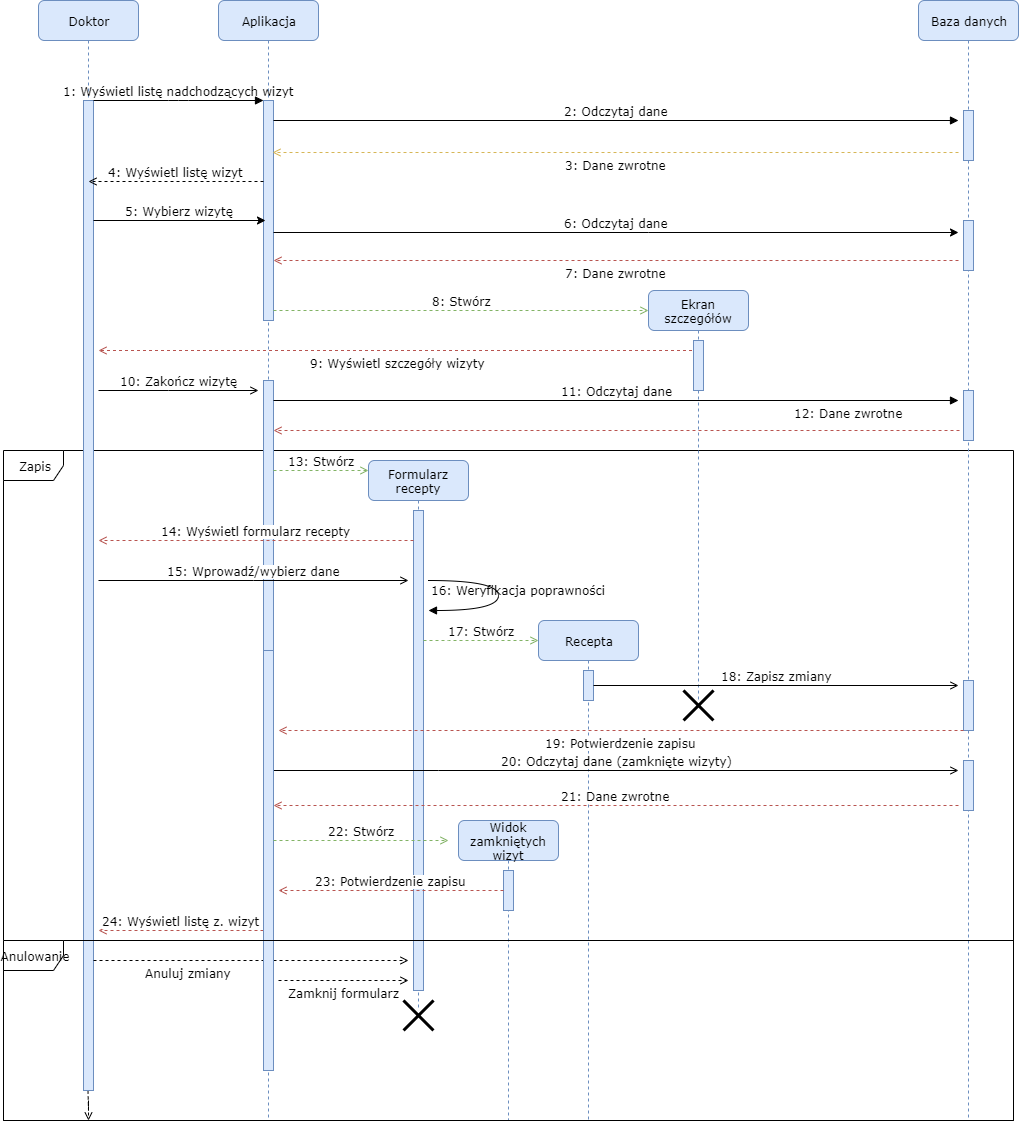 Doktor
Aplikacja
Baza danych
1: Wyświetl listę nadchodzących wizyt
2: Odczytaj dane
3: Dane zwrotne
4: Wyświetl listę wizyt
5: Wybierz wizytę
6: Odczytaj dane
7: Dane zwrotne
8: Stwórz
Ekran
szczegółów
9: Wyświetl szczegóły wizyty
10: Zakończ wizytę
11: Odczytaj dane
12: Dane zwrotne
Zapis
13: Stwórz
Formularz
recepty
14: Wyświetl formularz recepty
15: Wprowadź/wybierz dane
16: Weryfikacja poprawności
17: Stwórz
Recepta
18: Zapisz zmiany
19: Potwierdzenie zapisu
20: Odczytaj dane (zamknięte wizyty)
21: Dane zwrotne
22: Stwórz
Widok
zamkniętych
wizyt
23: Potwierdzenie zapisu
24: Wyświetl listę z. wizyt
Anulowanie
Anuluj zmiany
Zamknij formularz